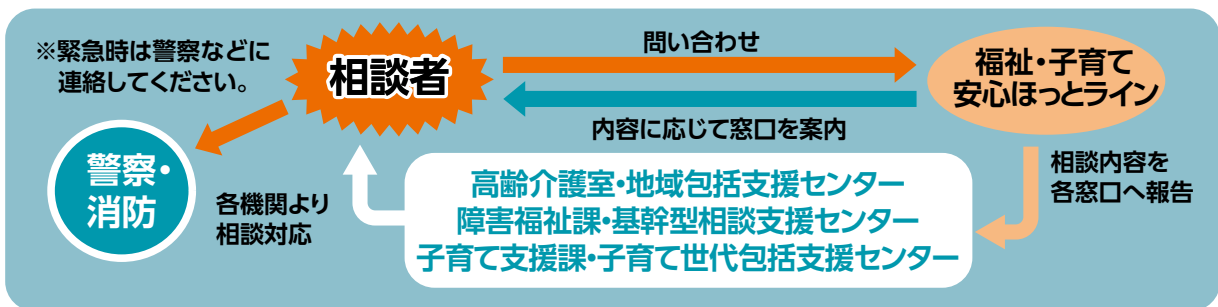 ※緊急時は警察などに
連絡してください。
相談者
問い合わせ
福祉・子育て
安心ほっとライン
内容に応じて窓口を案内
警察・
消防
各機関より
相談対応
高齢介護室・地域包括支援センター
障害福祉課・基幹型相談支援センター
子育て支援課・子育て世代包括支援センター
相談内容を
各窓口へ報告